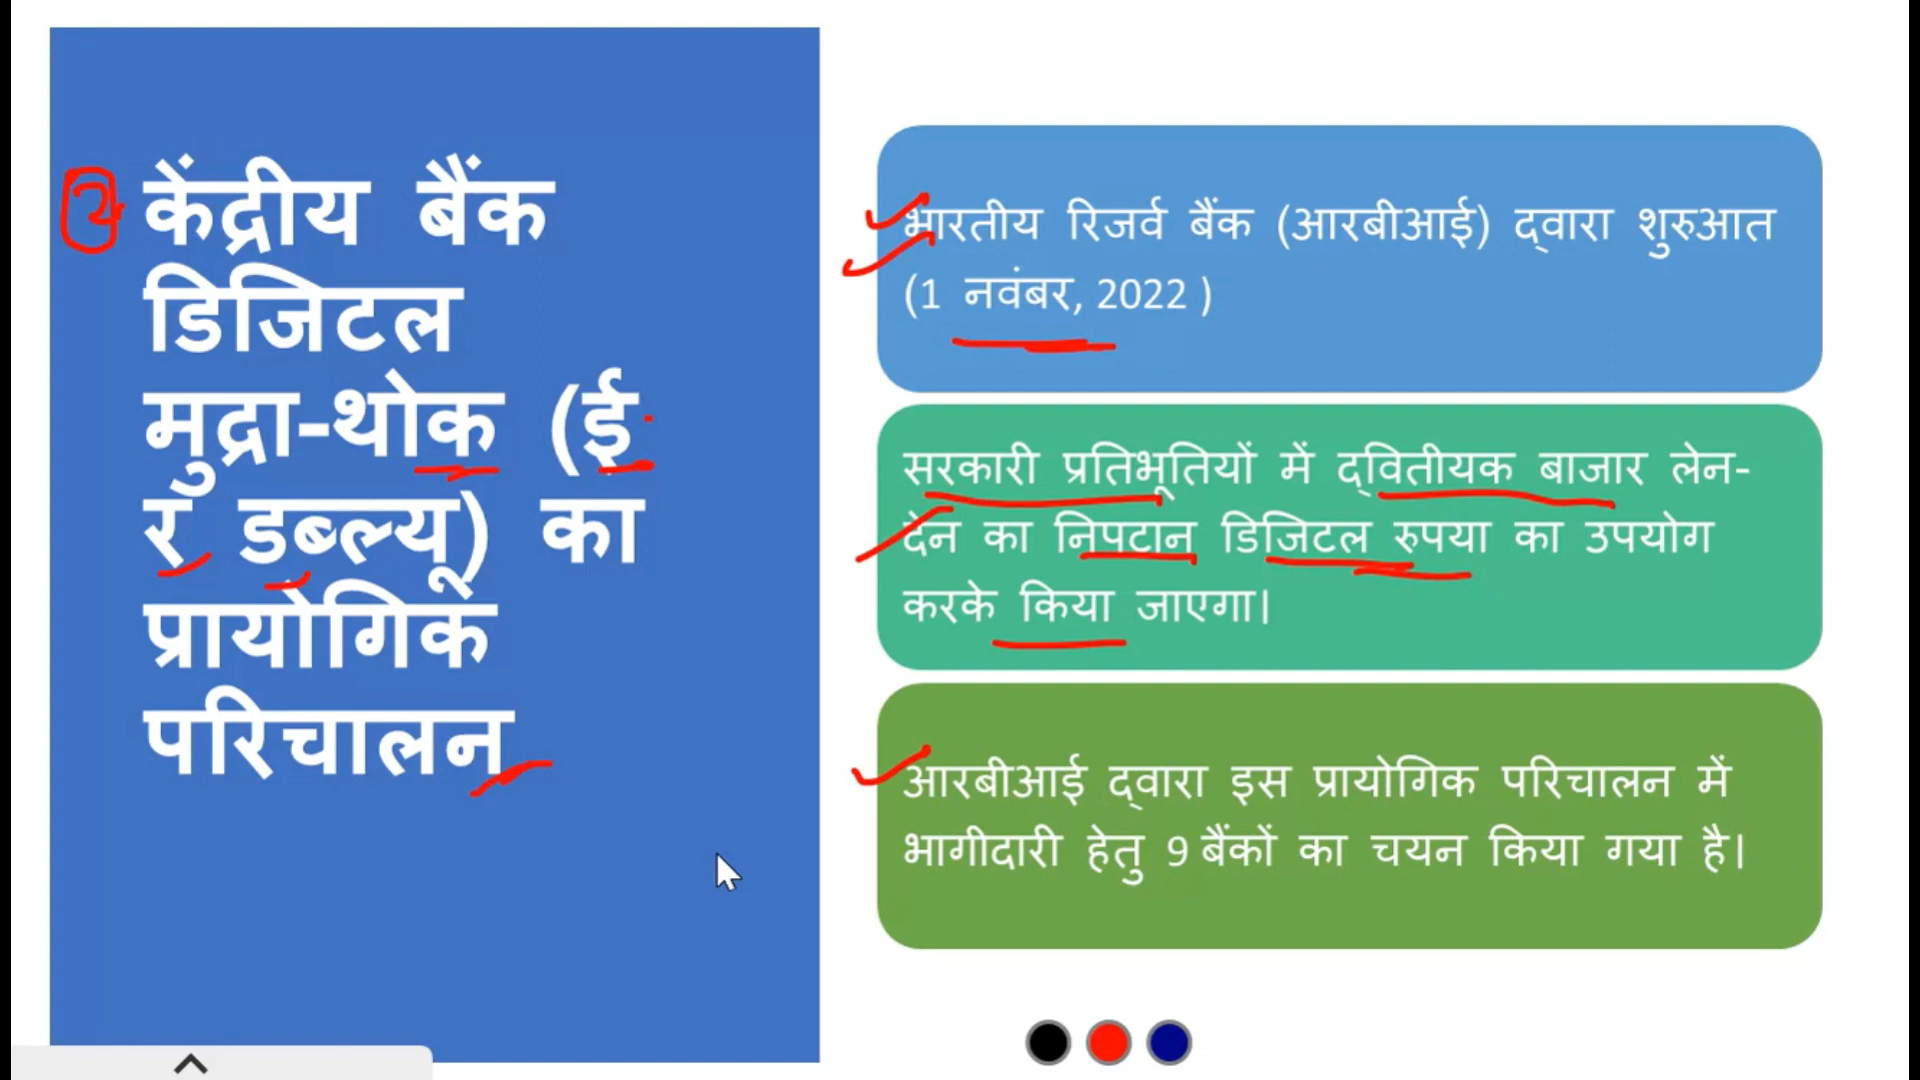 २
केंद्रीय बैंक
डिजिटल
मुद्रा-थोक (ई
र डब्ल्यू) का
प्रायोगिक
परिचालन
भारतीय रिजर्व बैंक (आरबीआई) द्वारा शुरुआत
(1 नवंबर, 2022 )
सरकारी प्रतिभूतियों में द्वितीयक बाजार लेन-
देन का निपटान डिजिटल रुपया का उपयोग
करके किया जाएगा।
आरबीआई द्वारा इस प्रायोगिक परिचालन में
भागीदारी हेतु 9 बैंकों का चयन किया गया है।